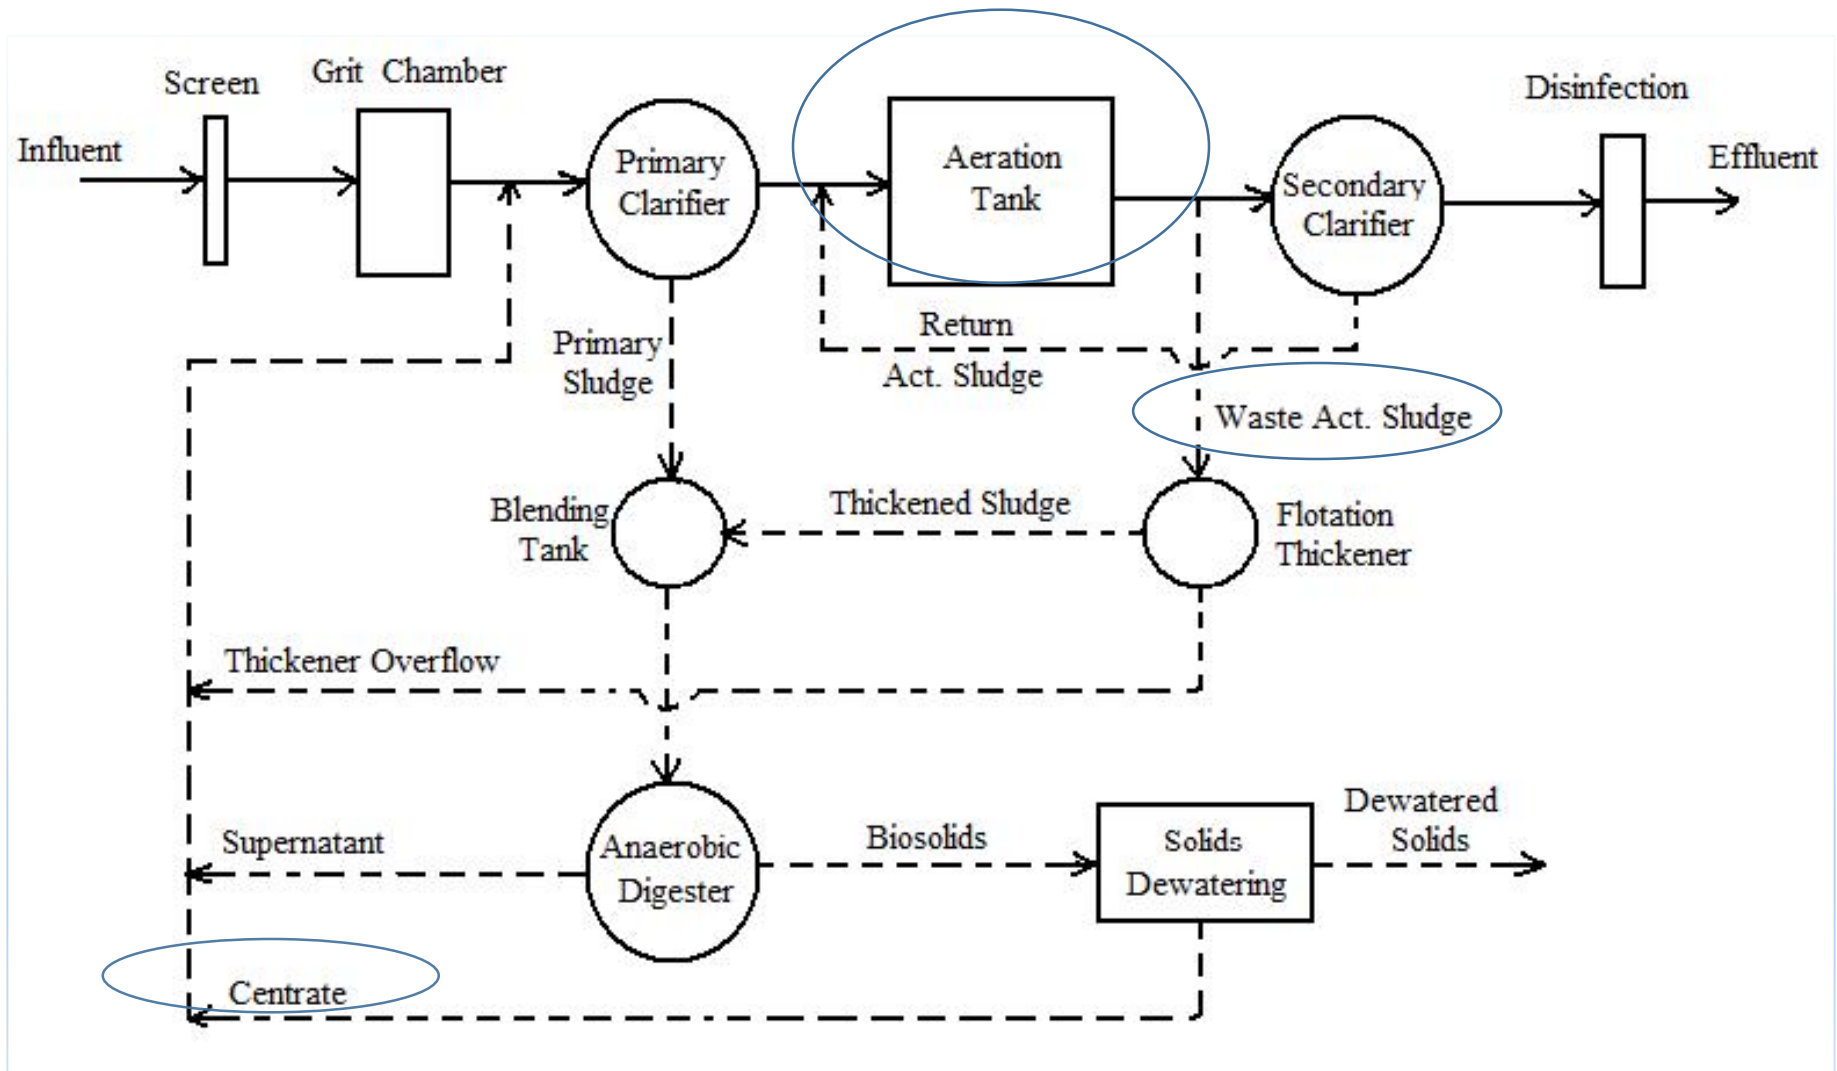 Screen
Grit Chamber
Disinfection
Influent
Primary
Clarifier
Aeration
Tank
Secondary
Clarifier
Effluent
Return
Act. Sludge
Primary
Sludge
Waste Act. Sludge
Blending
Tank
Thickened Sludge
Flotation
Thickener
Thickener Overflow
Supernatant
Anaerobic
Digester
Biosolids
Solids
Dewatering
Dewatered
Solids
Centrate